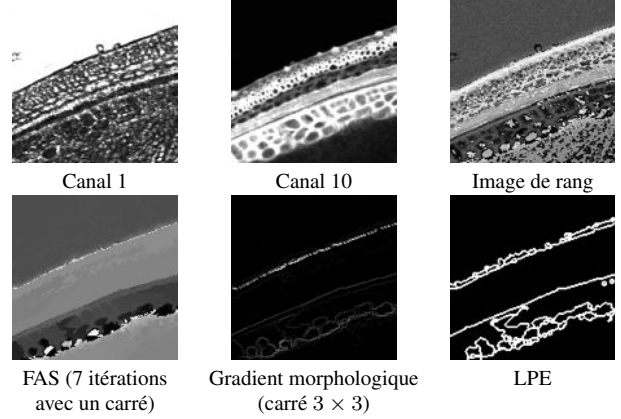 Canal 1
Canal 10
Image de rang
FAS (7 itérations
avec un carré)
Gradient morphologique
(carré 3 × 3)
LPE